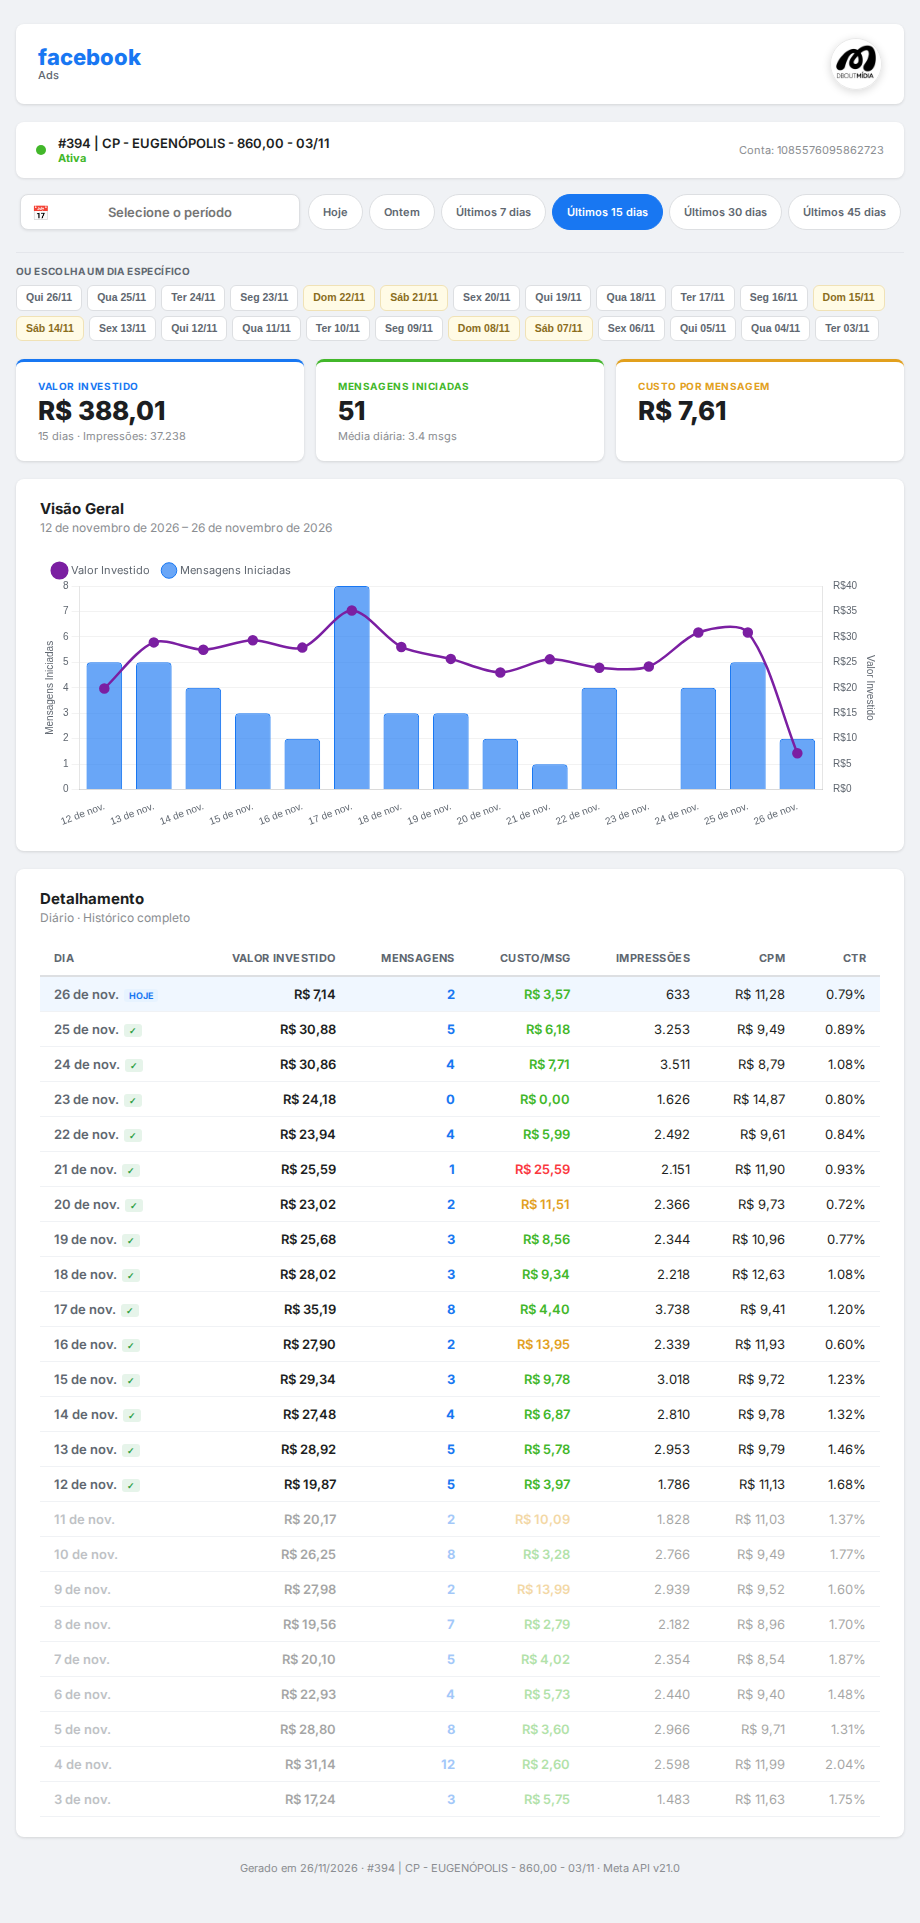 facebook
Ads
DBOUTMÍDIA
#394 | CP - EUGENÓPOLIS - 860,00 - 03/11
Ativa
Conta: 1085576095862723
Selecione o período
Hoje
Ontem
Últimos 7 dias
Últimos 15 dias
Últimos 30 dias
Últimos 45 dias
OU ESCOLHA UM DIA ESPECÍFICO
Qui 26/11 Qua 25/11 Ter 24/11 Seg 23/11 Dom 22/11 Sáb 21/11 Sex 20/11 Qui 19/11 Qua 18/11 Ter 17/11 Seg 16/11 Dom 15/11
Sáb 14/11 Sex 13/11 Qui 12/11 Qua 11/11 Ter 10/11 Seg 09/11 Dom 08/11 Sáb 07/11 Sex 06/11 Qui 05/11 Qua 04/11 Ter 03/11
VALOR INVESTIDO
R$ 388,01
15 dias · Impressões: 37.238
MENSAGENS INICIADAS
51
Média diária: 3.4 msgs
CUSTO POR MENSAGEM
R$ 7,61
Visão Geral
12 de novembro de 2026 – 26 de novembro de 2026
Valor Investido Mensagens Iniciadas
8
7
6
5
4
3
2
1
0
Mensagens Iniciadas
R$40
R$35
R$30
R$25
R$20
R$15
R$10
R$5
R$0
Valor Investido
12 de nov. 13 de nov. 14 de nov. 15 de nov. 16 de nov. 17 de nov. 18 de nov. 19 de nov. 20 de nov. 21 de nov. 22 de nov. 23 de nov. 24 de nov. 25 de nov. 26 de nov.
Detalhamento
Diário · Histórico completo
DIA VALOR INVESTIDO MENSAGENS CUSTO/MSG IMPRESSÕES CPM CTR
26 de nov. HOJE R$ 7,14 2 R$ 3,57 633 R$ 11,28 0.79%
25 de nov. ✓ R$ 30,88 5 R$ 6,18 3.253 R$ 9,49 0.89%
24 de nov. ✓ R$ 30,86 4 R$ 7,71 3.511 R$ 8,79 1.08%
23 de nov. ✓ R$ 24,18 0 R$ 0,00 1.626 R$ 14,87 0.80%
22 de nov. ✓ R$ 23,94 4 R$ 5,99 2.492 R$ 9,61 0.84%
21 de nov. ✓ R$ 25,59 1 R$ 25,59 2.151 R$ 11,90 0.93%
20 de nov. ✓ R$ 23,02 2 R$ 11,51 2.366 R$ 9,73 0.72%
19 de nov. ✓ R$ 25,68 3 R$ 8,56 2.344 R$ 10,96 0.77%
18 de nov. ✓ R$ 28,02 3 R$ 9,34 2.218 R$ 12,63 1.08%
17 de nov. ✓ R$ 35,19 8 R$ 4,40 3.738 R$ 9,41 1.20%
16 de nov. ✓ R$ 27,90 2 R$ 13,95 2.339 R$ 11,93 0.60%
15 de nov. ✓ R$ 29,34 3 R$ 9,78 3.018 R$ 9,72 1.23%
14 de nov. ✓ R$ 27,48 4 R$ 6,87 2.810 R$ 9,78 1.32%
13 de nov. ✓ R$ 28,92 5 R$ 5,78 2.953 R$ 9,79 1.46%
12 de nov. ✓ R$ 19,87 5 R$ 3,97 1.786 R$ 11,13 1.68%
11 de nov. R$ 20,17 2 R$ 10,09 1.828 R$ 11,03 1.37%
10 de nov. R$ 26,25 8 R$ 3,28 2.766 R$ 9,49 1.77%
9 de nov. R$ 27,98 2 R$ 13,99 2.939 R$ 9,52 1.60%
8 de nov. R$ 19,56 7 R$ 2,79 2.182 R$ 8,96 1.70%
7 de nov. R$ 20,10 5 R$ 4,02 2.354 R$ 8,54 1.87%
6 de nov. R$ 22,93 4 R$ 5,73 2.440 R$ 9,40 1.48%
5 de nov. R$ 28,80 8 R$ 3,60 2.966 R$ 9,71 1.31%
4 de nov. R$ 31,14 12 R$ 2,60 2.598 R$ 11,99 2.04%
3 de nov. R$ 17,24 3 R$ 5,75 1.483 R$ 11,63 1.75%
Gerado em 26/11/2026 · #394 | CP - EUGENÓPOLIS - 860,00 - 03/11 · Meta API v21.0